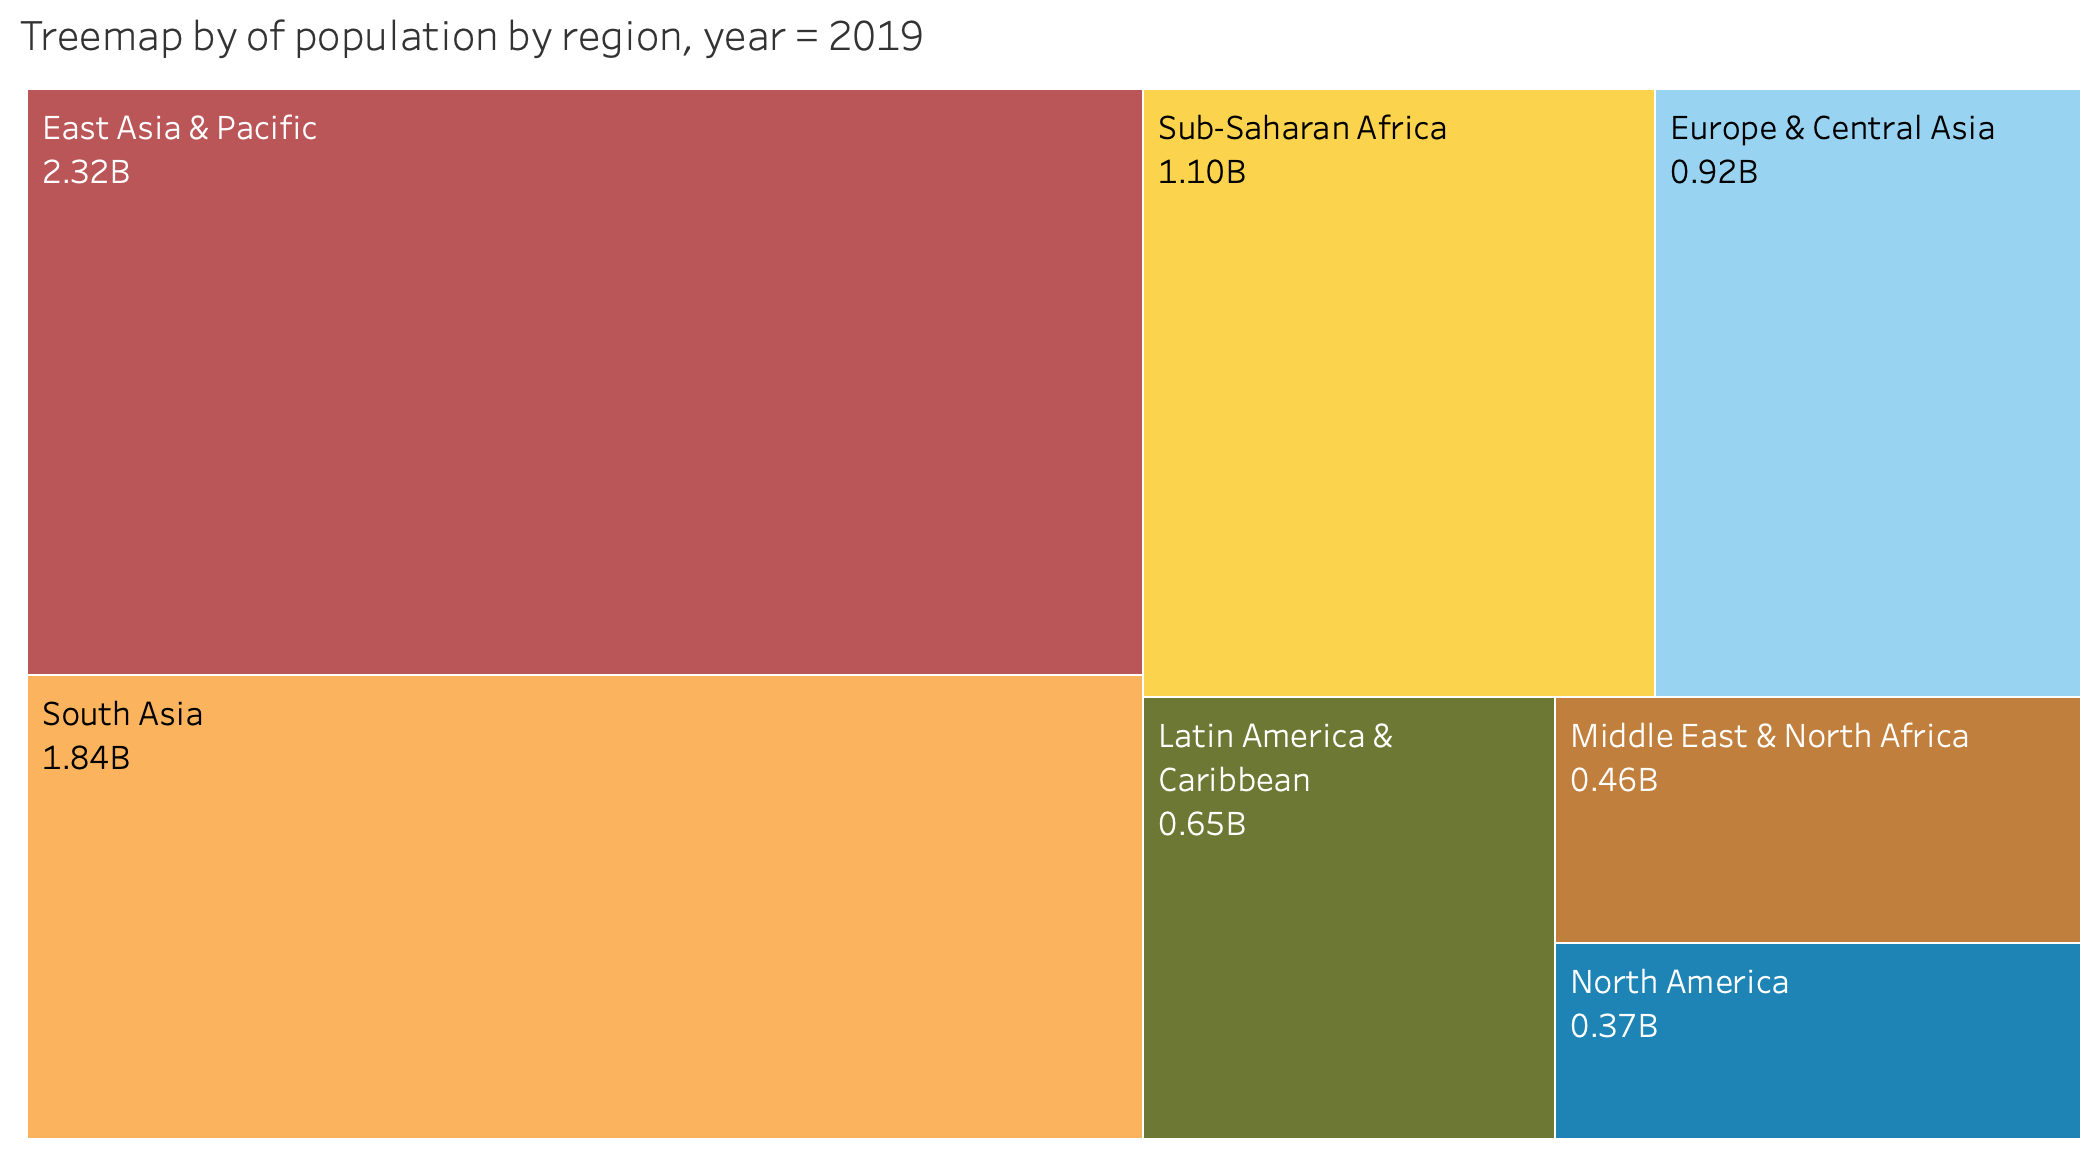 Treemap by of population by region, year = 2019
East Asia & Pacific
2.32B
Sub-Saharan Africa
1.10B
Europe & Central Asia
0.92B
South Asia
1.84B
Latin America &
Caribbean
0.65B
Middle East & North Africa
0.46B
North America
0.37B